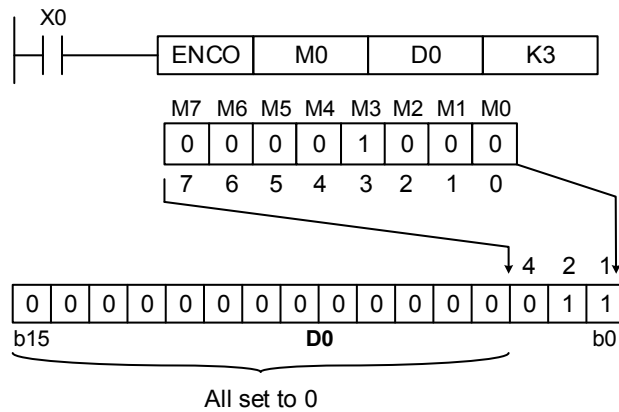 X0
ENCO M0 D0 K3
M7 M6 M5 M4 M3 M2 M1 M0
0 0 0 0 1 0 0 0
7 6 5 4 3 2 1 0
4 2 1
0 0 0 0 0 0 0 0 0 0 0 0 0 0 1 1
b15 D0 b0
All set to 0